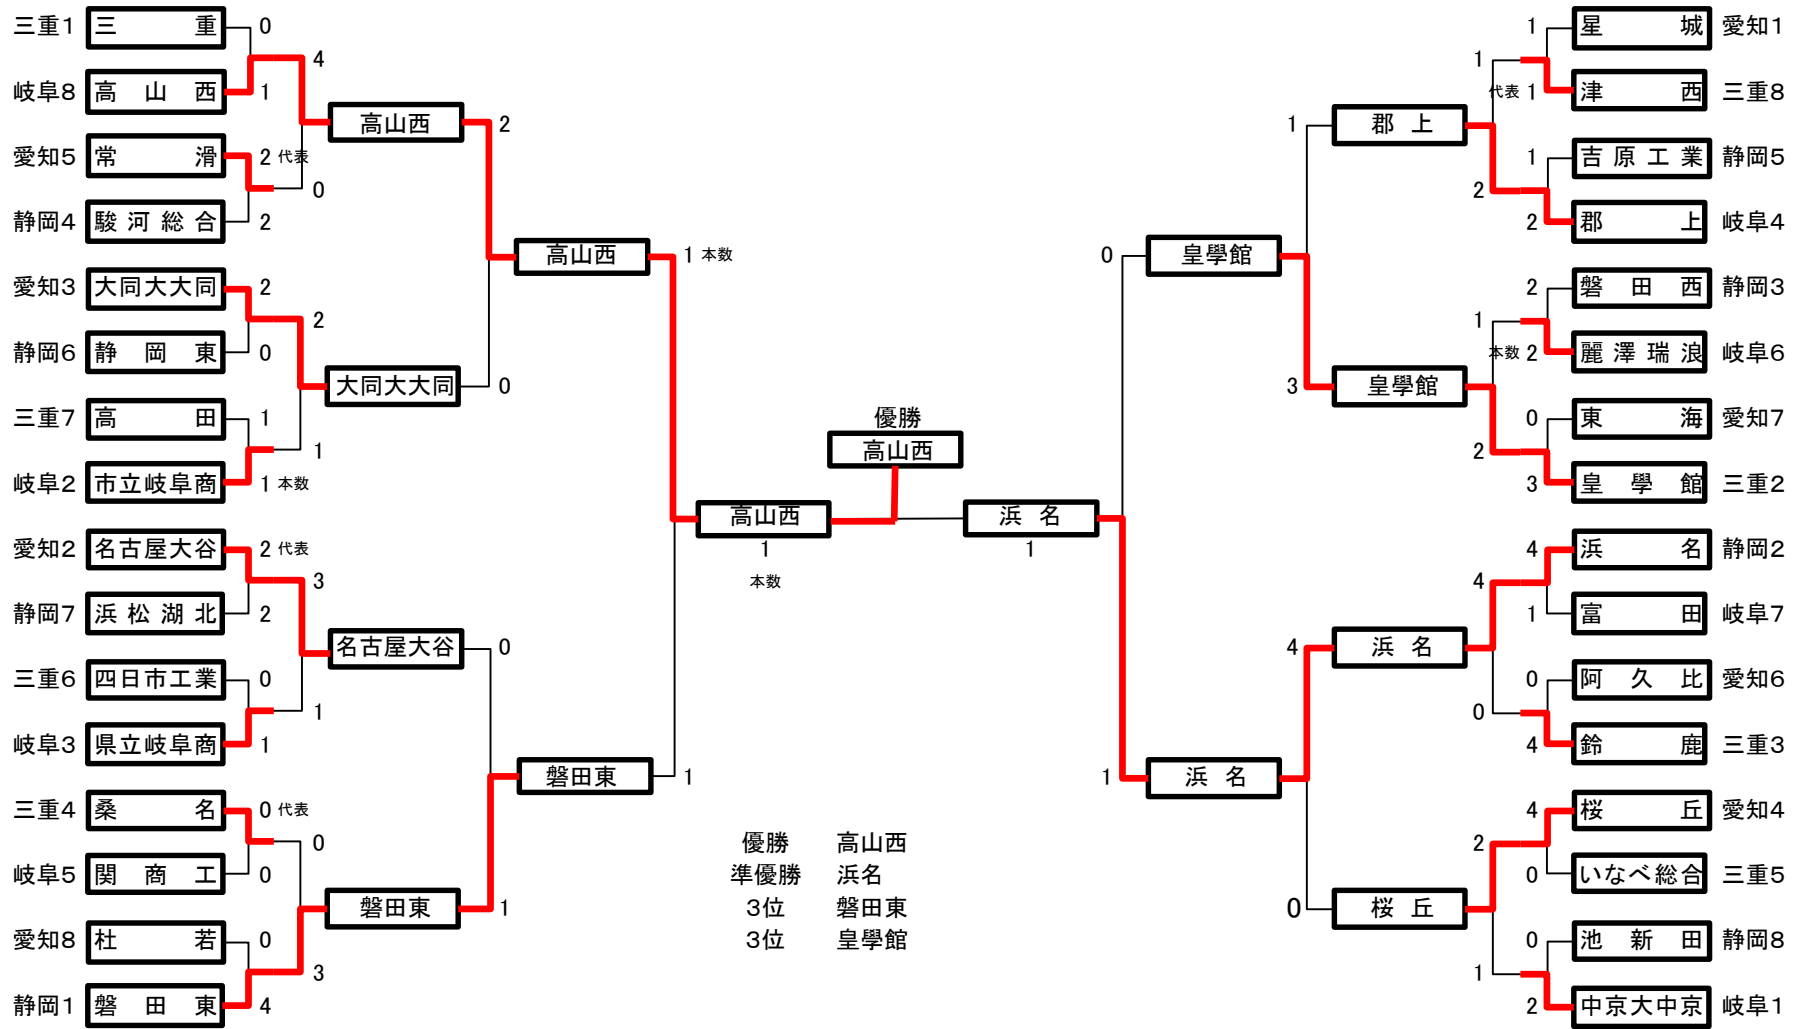 三重1 三重 0
4
岐阜8 高山西 1
高山西 2
愛知5 常滑 2 代表
0
静岡4 駿河総合 2
高山西 1 本数
愛知3 大同大大同 2
2
静岡6 静岡東 0
大同大大同 0
三重7 高田 1
1
岐阜2 市立岐阜商 1 本数
愛知2 名古屋大谷 2 代表
3
静岡7 浜松湖北 2
名古屋大谷 0
三重6 四日市工業 0
1
岐阜3 県立岐阜商 1
磐田東 1
三重4 桑名 0 代表
0
岐阜5 関商工 0
磐田東 1
愛知8 杜若 0
3
静岡1 磐田東 4
優勝
高山西
高山西
1
本数
浜名
1
1 星城 愛知1
1
代表 1 津西 三重8
1 郡上
1 吉原工業 静岡5
2
2 郡上 岐阜4
0 皇學館
2 磐田西 静岡3
1
本数 2 麗澤瑞浪 岐阜6
3 皇學館
0 東海 愛知7
2
3 皇學館 三重2
4 浜名 静岡2
4
1 富田 岐阜7
4 浜名
0 阿久比 愛知6
0
4 鈴鹿 三重3
1 浜名
4 桜丘 愛知4
2
0 いなべ総合 三重5
0 桜丘
0 池新田 静岡8
1
2 中京大中京 岐阜1
優勝 高山西
準優勝 浜名
3位 磐田東
3位 皇學館